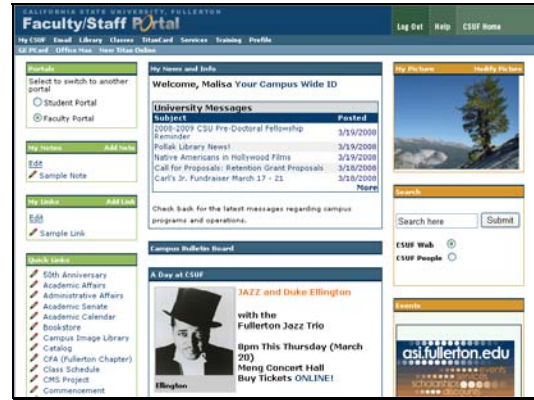 CALIFORNIA STATE UNIVERSITY, FULLERTON
Faculty/Staff Portal
Log Out Help CSUF Home
My CSUF Email Library Classes TitanCard Services Training Profile
GE PCard Office Max New Titan Online
Portals
Select to switch to another
portal
Student Portal
Faculty Portal
My Notes Add Note
Edit
Sample Note
My Links Add Link
Edit
Sample Link
Quick Links
50th Anniversary
Academic Affairs
Administrative Affairs
Academic Senate
Academic Calendar
Bookstore
Campus Image Library
Catalog
CFA (Fullerton Chapter)
Class Schedule
CMS Project
Commencement
My News and Info
Welcome, Malisa Your Campus Wide ID
University Messages
Subject Posted
2008-2009 CSU Pre-Doctoral Fellowship
Reminder 3/19/2008
Pollak Library News! 3/19/2008
Native Americans in Hollywood Films 3/19/2008
Call for Proposals: Retention Grant Proposals 3/18/2008
Carl's Jr. Fundraiser March 17 - 21 3/18/2008
More
Check back for the latest messages regarding campus
programs and operations.
Campus Bulletin Board
A Day at CSUF
JAZZ and Duke Ellington
with the
Fullerton Jazz Trio
8pm This Thursday (March
20)
Meng Concert Hall
Buy Tickets ONLINE!
Ellington
My Picture Modify Picture
Search
Search here Submit
CSUF Web
CSUF People
Events
asi.fullerton.edu
events
services
scholarships
discounts